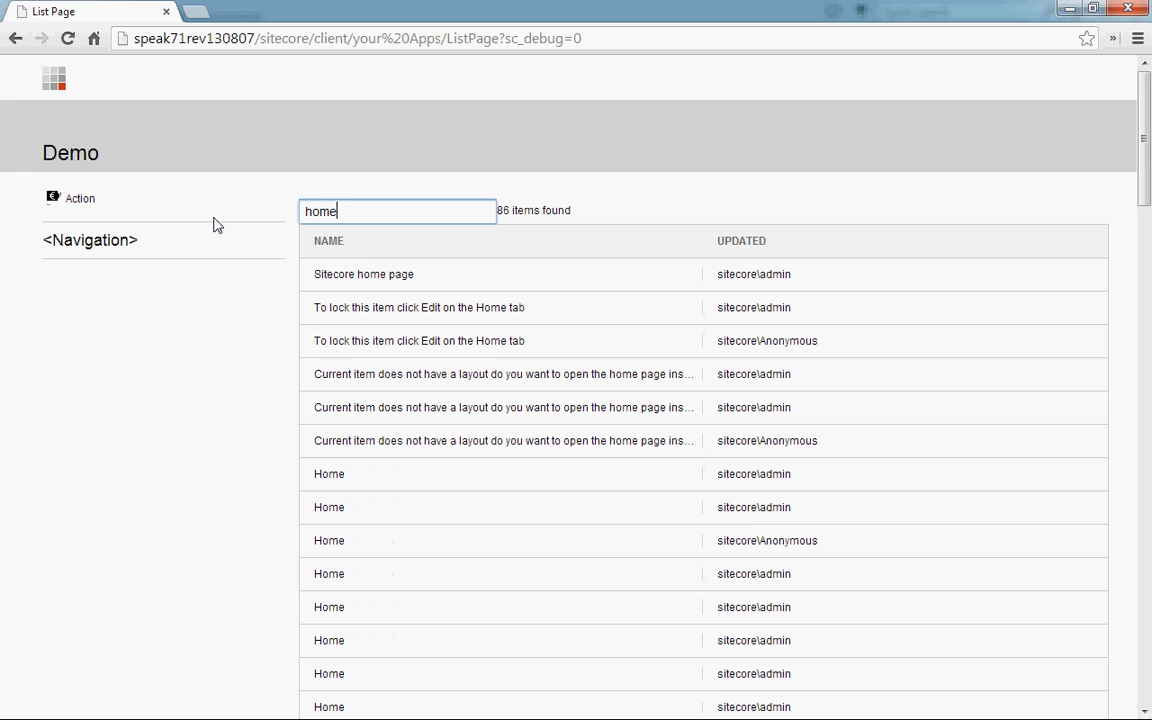 List Page
speak71rev130807/sitecore/client/your%20Apps/ListPage?sc_debug=0
Demo
Action
<Navigation>
home
86 items found
NAME UPDATED
Sitecore home page sitecore\admin
To lock this item click Edit on the Home tab sitecore\admin
To lock this item click Edit on the Home tab sitecore\Anonymous
Current item does not have a layout do you want to open the home page ins... sitecore\admin
Current item does not have a layout do you want to open the home page ins... sitecore\admin
Current item does not have a layout do you want to open the home page ins... sitecore\Anonymous
Home sitecore\admin
Home sitecore\admin
Home sitecore\Anonymous
Home sitecore\admin
Home sitecore\admin
Home sitecore\admin
Home sitecore\admin
Home sitecore\admin